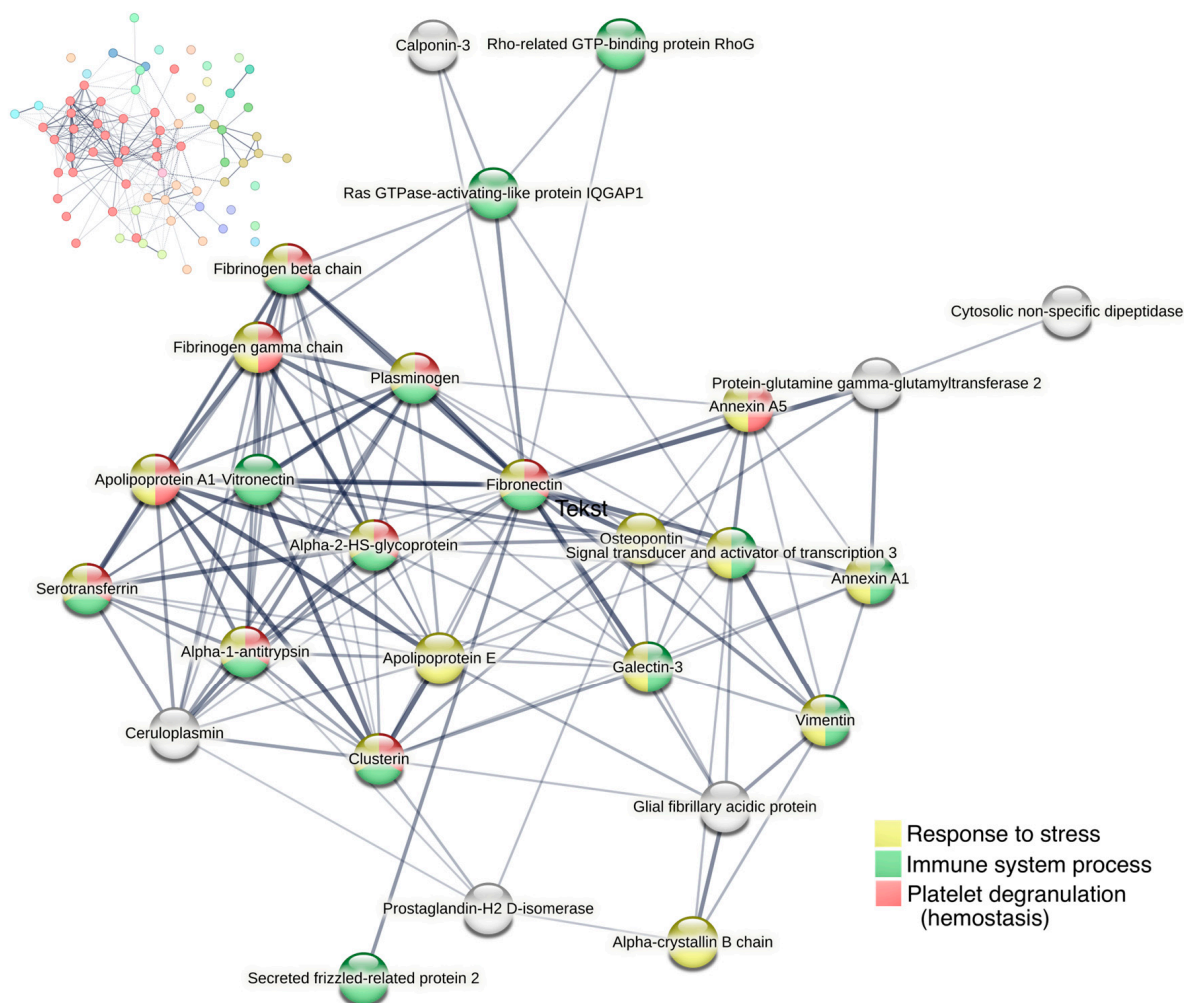 Calponin-3
Rho-related GTP-binding protein RhoG
Ras GTPase-activating-like protein IQGAP1
Fibrinogen beta chain
Cytosolic non-specific dipeptidase
Fibrinogen gamma chain
Plasminogen
Protein-glutamine gamma-glutamyltransferase 2
Annexin A5
Apolipoprotein A1
Vitronectin
Fibronectin
Tekst
Osteopontin
Alpha-2-HS-glycoprotein
Signal transducer and activator of transcription 3
Annexin A1
Serotransferrin
Alpha-1-antitrypsin
Apolipoprotein E
Galectin-3
Vimentin
Ceruloplasmin
Clusterin
Glial fibrillary acidic protein
Response to stress
Immune system process
Platelet degranulation
(hemostasis)
Prostaglandin-H2 D-isomerase
Alpha-crystallin B chain
Secreted frizzled-related protein 2